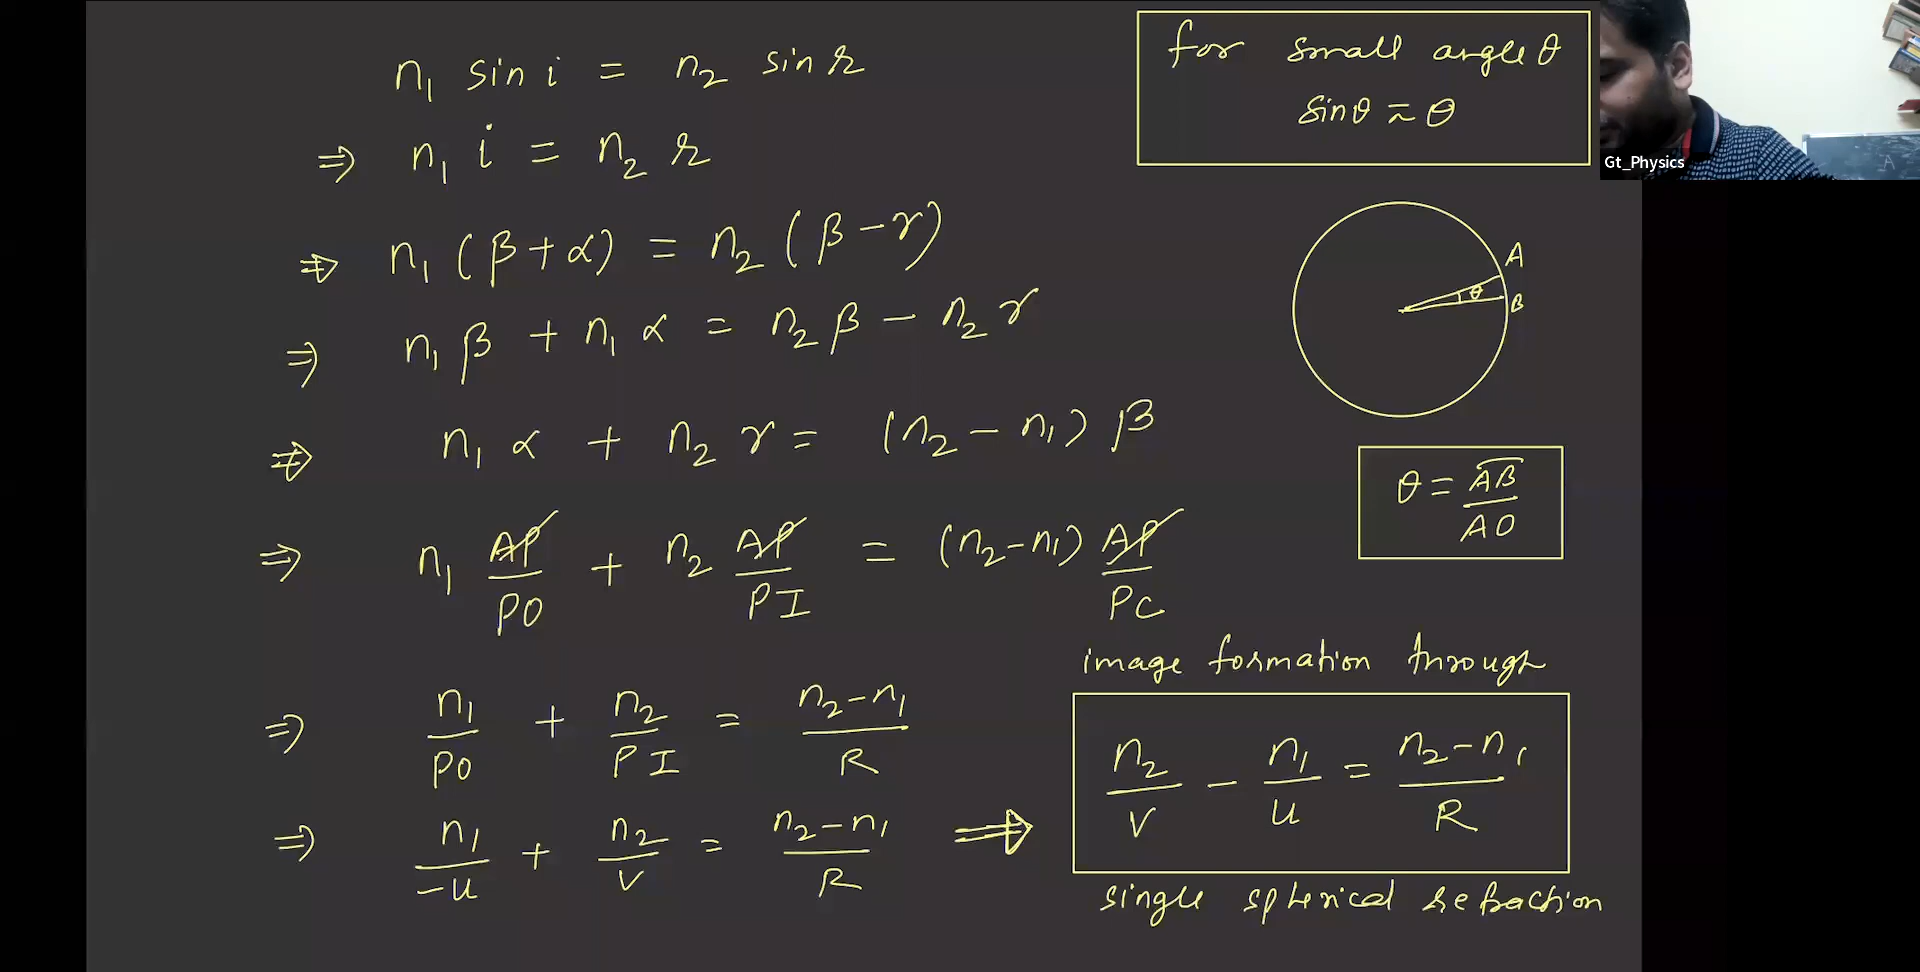 n₁ sin i = n₂ sin r
⇒ n₁ i = n₂ r
⇒ n₁ (β + α) = n₂ (β − γ)
⇒ n₁ β + n₁ α = n₂ β − n₂ γ
⇒ n₁ α + n₂ γ = (n₂ − n₁) β
⇒ n₁ AP/PO + n₂ AP/PI = (n₂ − n₁) AP/PC
⇒ n₁/PO + n₂/PI = (n₂ − n₁)/R
⇒ n₁/−u + n₂/v = (n₂ − n₁)/R ⇒
for small angle θ
sinθ ≈ θ
A
θ
B
θ = AB/AO
image formation through
n₂/v − n₁/u = (n₂ − n₁)/R
single spherical refraction
Gt_Physics